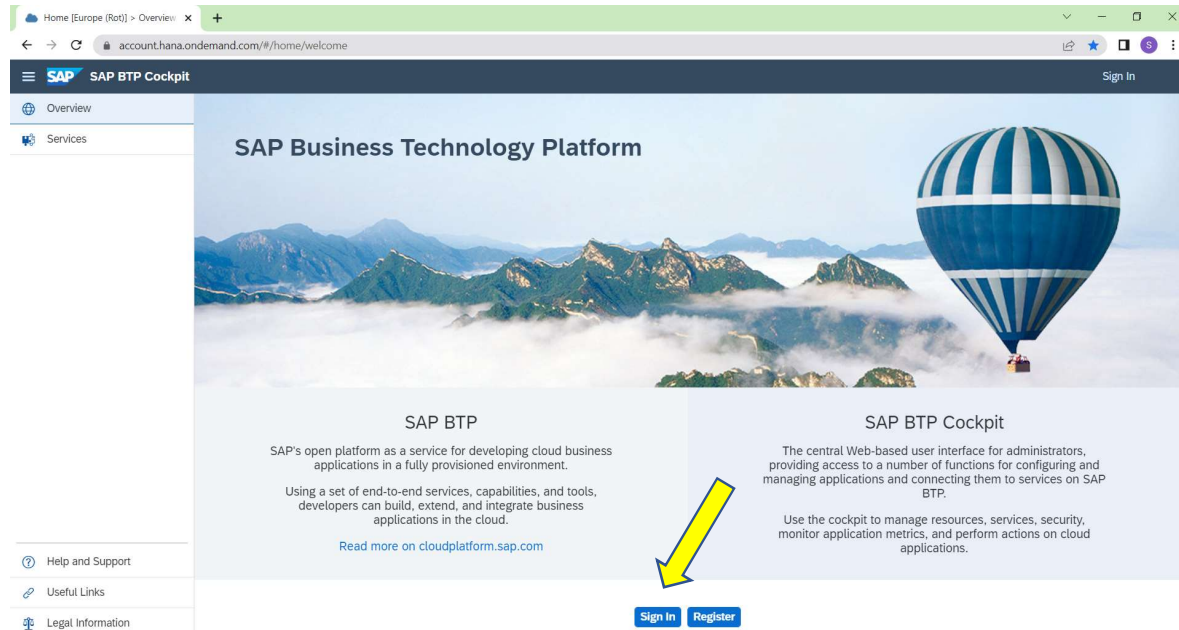 Home [Europe (Rot)] > Overview
account.hana.ondemand.com/#/home/welcome
S
SAP SAP BTP Cockpit
Sign In
Overview
Services
SAP Business Technology Platform
SAP BTP
SAP's open platform as a service for developing cloud business
applications in a fully provisioned environment.
Using a set of end-to-end services, capabilities, and tools,
developers can build, extend, and integrate business
applications in the cloud.
Read more on cloudplatform.sap.com
SAP BTP Cockpit
The central Web-based user interface for administrators,
providing access to a number of functions for configuring and
managing applications and connecting them to services on SAP
BTP.
Use the cockpit to manage resources, services, security,
monitor application metrics, and perform actions on cloud
applications.
Help and Support
Useful Links
Legal Information
Sign In Register